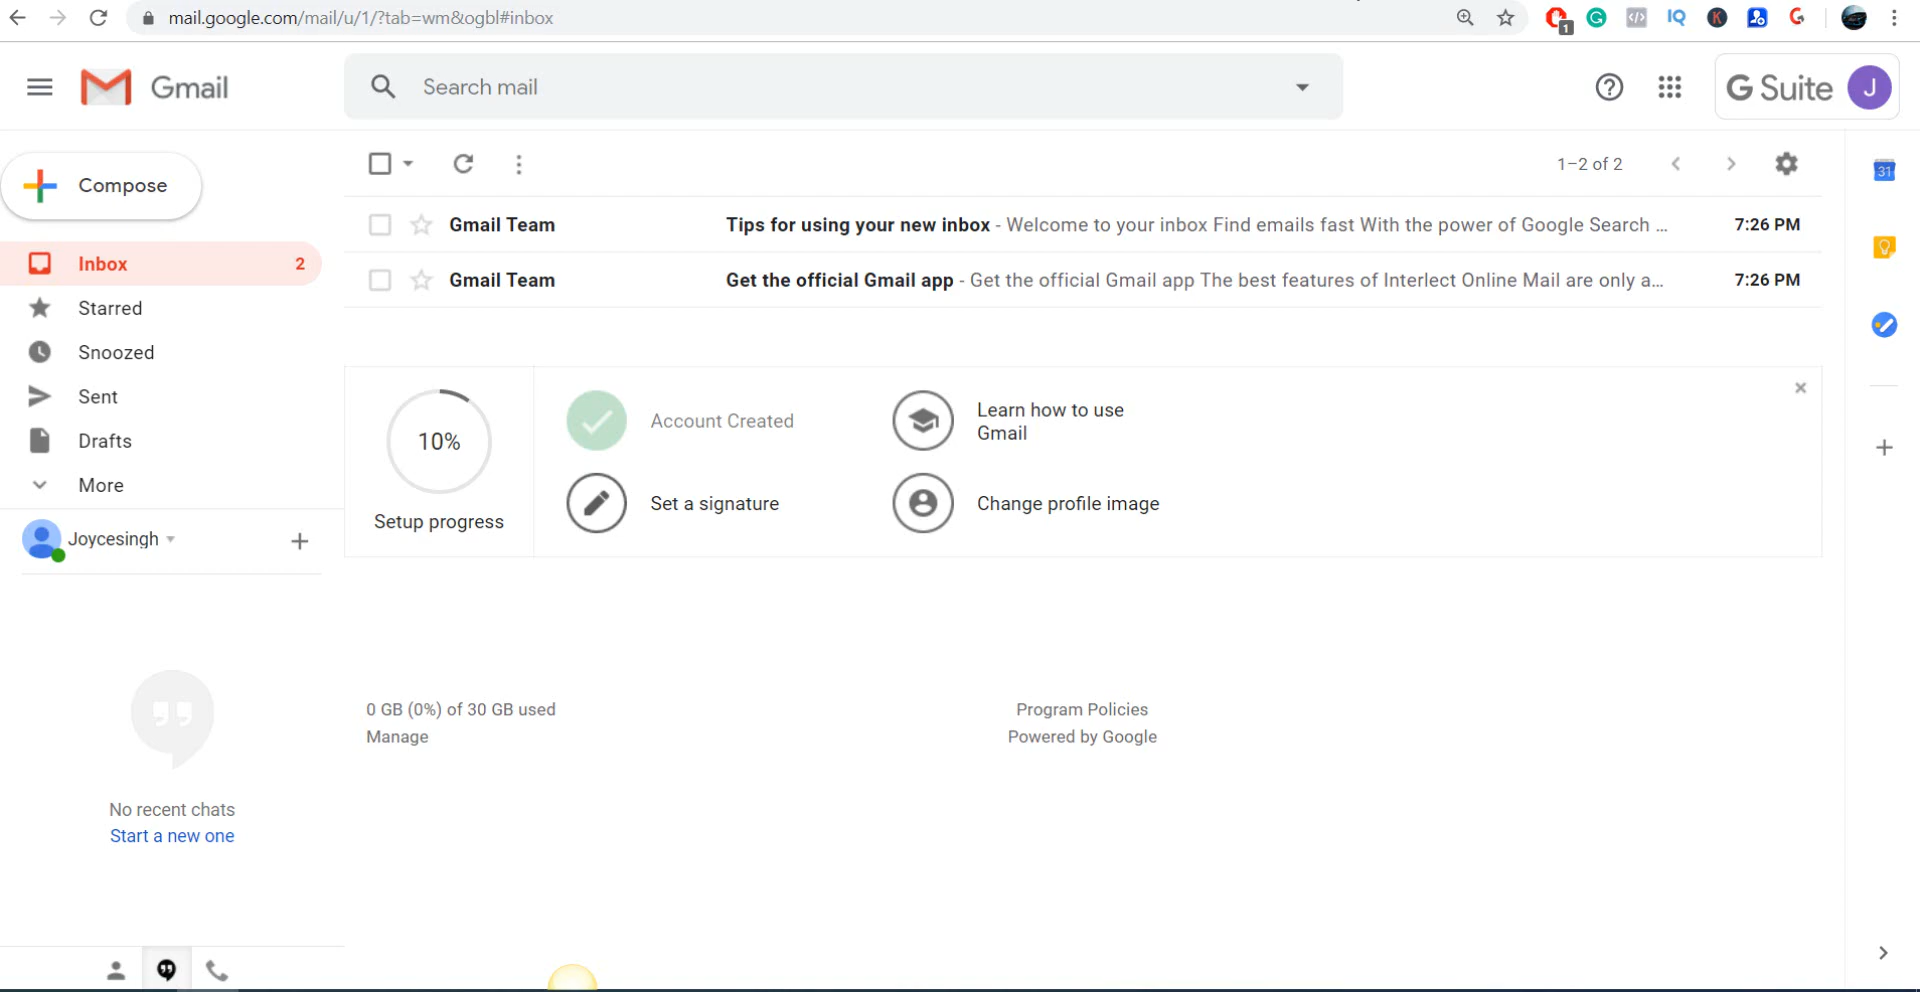 mail.google.com/mail/u/1/?tab=wm&ogbl#inbox
1
IQ
K
Gmail
Search mail
G Suite
J
Compose
1–2 of 2
31
Gmail Team Tips for using your new inbox - Welcome to your inbox Find emails fast With the power of Google Search ... 7:26 PM
Gmail Team Get the official Gmail app - Get the official Gmail app The best features of Interlect Online Mail are only a... 7:26 PM
Inbox 2
Starred
Snoozed
Sent
Drafts
More
Joycesingh
10%
Setup progress
Account Created
Learn how to use
Gmail
Set a signature
Change profile image
0 GB (0%) of 30 GB used
Manage
Program Policies
Powered by Google
No recent chats
Start a new one